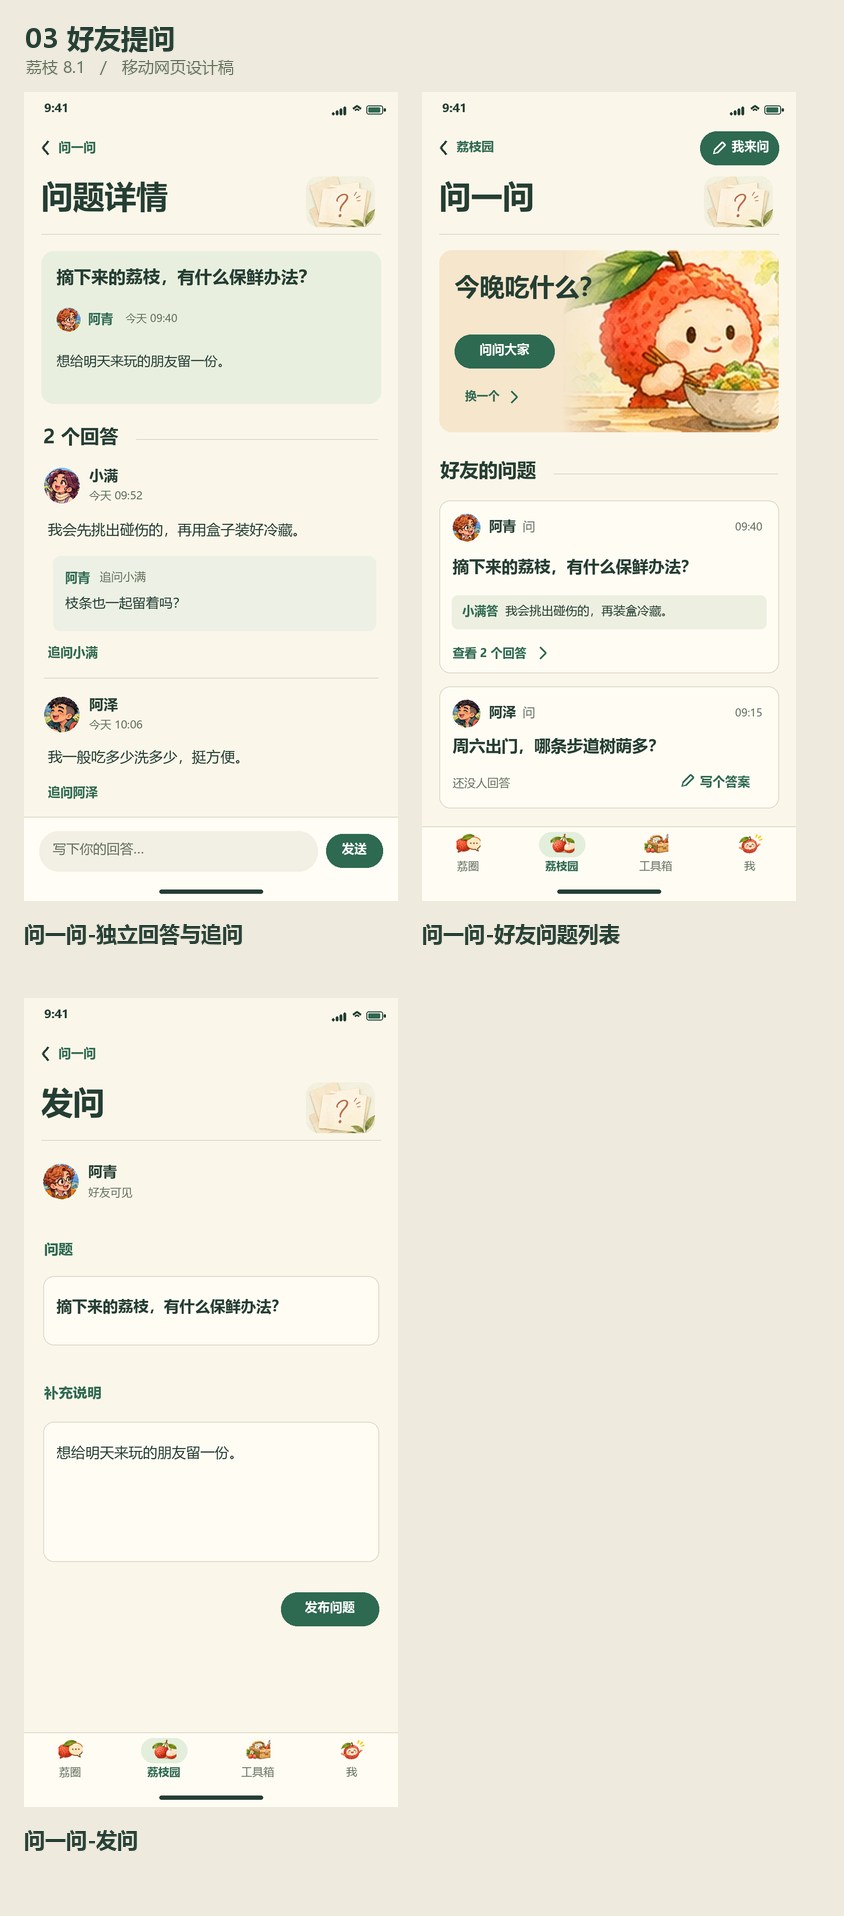 03 好友提问
荔枝 8.1 / 移动网页设计稿
9:41
问一问
问题详情
?
摘下来的荔枝，有什么保鲜办法？
阿青 今天 09:40
想给明天来玩的朋友留一份。
2 个回答
小满
今天 09:52
我会先挑出碰伤的，再用盒子装好冷藏。
阿青 追问小满
枝条也一起留着吗？
追问小满
阿泽
今天 10:06
我一般吃多少洗多少，挺方便。
追问阿泽
写下你的回答...
发送
问一问-独立回答与追问
9:41
荔枝园
我来问
问一问
?
今晚吃什么？
问问大家
换一个
好友的问题
阿青 问 09:40
摘下来的荔枝，有什么保鲜办法？
小满答 我会挑出碰伤的，再装盒冷藏。
查看 2 个回答
阿泽 问 09:15
周六出门，哪条步道树荫多？
还没人回答 写个答案
荔圈 荔枝园 工具箱 我
问一问-好友问题列表
9:41
问一问
发问
?
阿青
好友可见
问题
摘下来的荔枝，有什么保鲜办法？
补充说明
想给明天来玩的朋友留一份。
发布问题
荔圈 荔枝园 工具箱 我
问一问-发问